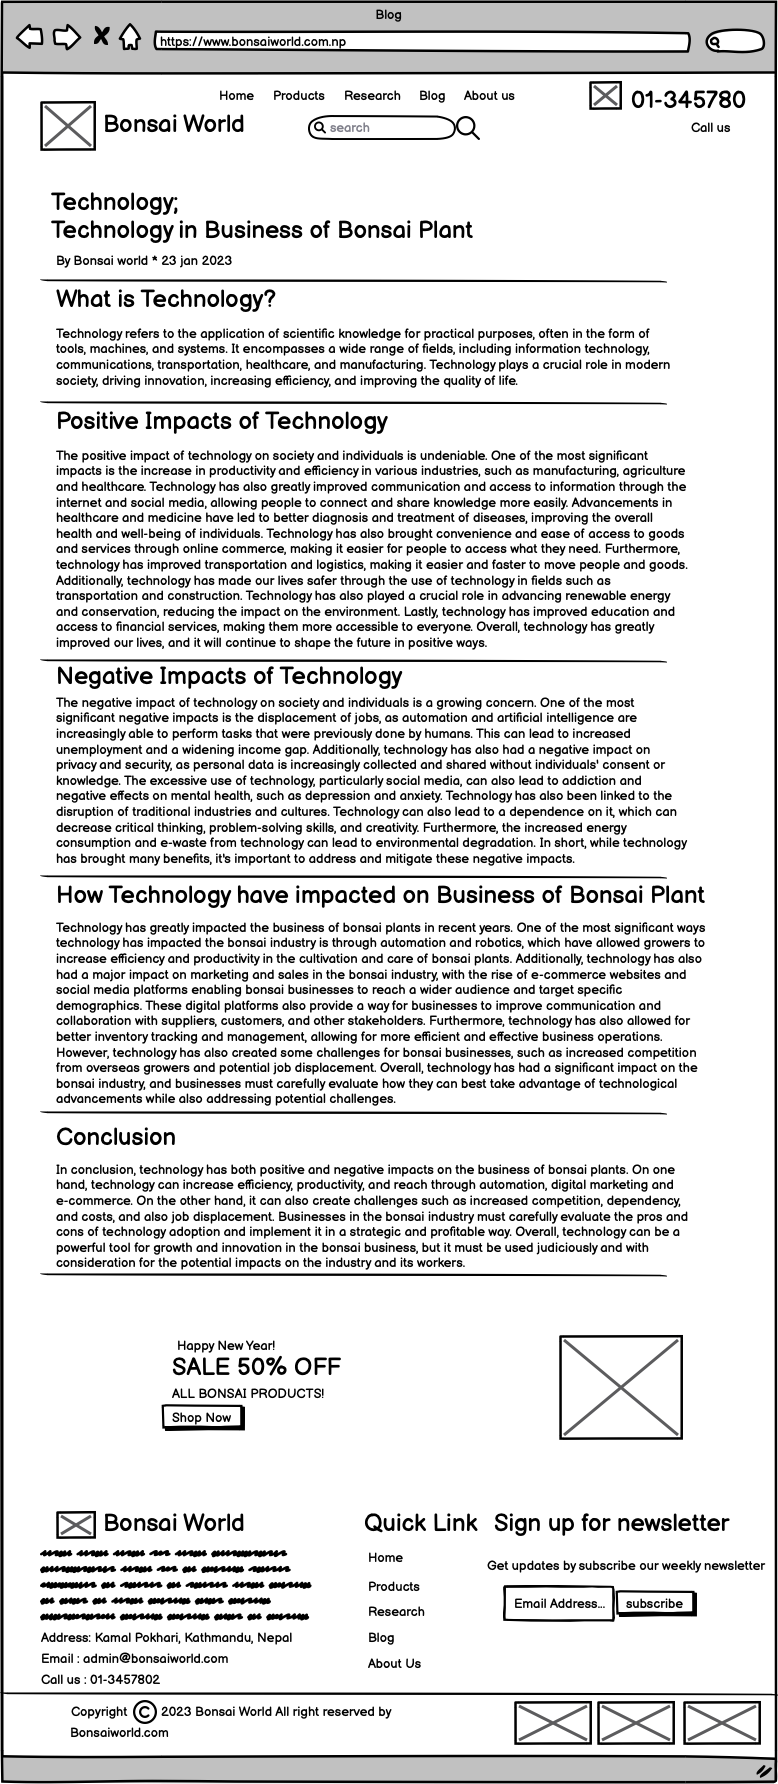 Blog
https://www.bonsaiworld.com.np
Home Products Research Blog About us
01-345780
Bonsai World
search
Call us
Technology;
Technology in Business of Bonsai Plant
By Bonsai world * 23 jan 2023
What is Technology?
Technology refers to the application of scientific knowledge for practical purposes, often in the form of
tools, machines, and systems. It encompasses a wide range of fields, including information technology,
communications, transportation, healthcare, and manufacturing. Technology plays a crucial role in modern
society, driving innovation, increasing efficiency, and improving the quality of life.
Positive Impacts of Technology
The positive impact of technology on society and individuals is undeniable. One of the most significant
impacts is the increase in productivity and efficiency in various industries, such as manufacturing, agriculture
and healthcare. Technology has also greatly improved communication and access to information through the
internet and social media, allowing people to connect and share knowledge more easily. Advancements in
healthcare and medicine have led to better diagnosis and treatment of diseases, improving the overall
health and well-being of individuals. Technology has also brought convenience and ease of access to goods
and services through online commerce, making it easier for people to access what they need. Furthermore,
technology has improved transportation and logistics, making it easier and faster to move people and goods.
Additionally, technology has made our lives safer through the use of technology in fields such as
transportation and construction. Technology has also played a crucial role in advancing renewable energy
and conservation, reducing the impact on the environment. Lastly, technology has improved education and
access to financial services, making them more accessible to everyone. Overall, technology has greatly
improved our lives, and it will continue to shape the future in positive ways.
Negative Impacts of Technology
The negative impact of technology on society and individuals is a growing concern. One of the most
significant negative impacts is the displacement of jobs, as automation and artificial intelligence are
increasingly able to perform tasks that were previously done by humans. This can lead to increased
unemployment and a widening income gap. Additionally, technology has also had a negative impact on
privacy and security, as personal data is increasingly collected and shared without individuals' consent or
knowledge. The excessive use of technology, particularly social media, can also lead to addiction and
negative effects on mental health, such as depression and anxiety. Technology has also been linked to the
disruption of traditional industries and cultures. Technology can also lead to a dependence on it, which can
decrease critical thinking, problem-solving skills, and creativity. Furthermore, the increased energy
consumption and e-waste from technology can lead to environmental degradation. In short, while technology
has brought many benefits, it's important to address and mitigate these negative impacts.
How Technology have impacted on Business of Bonsai Plant
Technology has greatly impacted the business of bonsai plants in recent years. One of the most significant ways
technology has impacted the bonsai industry is through automation and robotics, which have allowed growers to
increase efficiency and productivity in the cultivation and care of bonsai plants. Additionally, technology has also
had a major impact on marketing and sales in the bonsai industry, with the rise of e-commerce websites and
social media platforms enabling bonsai businesses to reach a wider audience and target specific
demographics. These digital platforms also provide a way for businesses to improve communication and
collaboration with suppliers, customers, and other stakeholders. Furthermore, technology has also allowed for
better inventory tracking and management, allowing for more efficient and effective business operations.
However, technology has also created some challenges for bonsai businesses, such as increased competition
from overseas growers and potential job displacement. Overall, technology has had a significant impact on the
bonsai industry, and businesses must carefully evaluate how they can best take advantage of technological
advancements while also addressing potential challenges.
Conclusion
In conclusion, technology has both positive and negative impacts on the business of bonsai plants. On one
hand, technology can increase efficiency, productivity, and reach through automation, digital marketing and
e-commerce. On the other hand, it can also create challenges such as increased competition, dependency,
and costs, and also job displacement. Businesses in the bonsai industry must carefully evaluate the pros and
cons of technology adoption and implement it in a strategic and profitable way. Overall, technology can be a
powerful tool for growth and innovation in the bonsai business, but it must be used judiciously and with
consideration for the potential impacts on the industry and its workers.
Happy New Year!
SALE 50% OFF
ALL BONSAI PRODUCTS!
Shop Now
Bonsai World
Address: Kamal Pokhari, Kathmandu, Nepal
Email : admin@bonsaiworld.com
Call us : 01-3457802
Quick Link
Home
Products
Research
Blog
About Us
Sign up for newsletter
Get updates by subscribe our weekly newsletter
Email Address... subscribe
Copyright © 2023 Bonsai World All right reserved by
Bonsaiworld.com